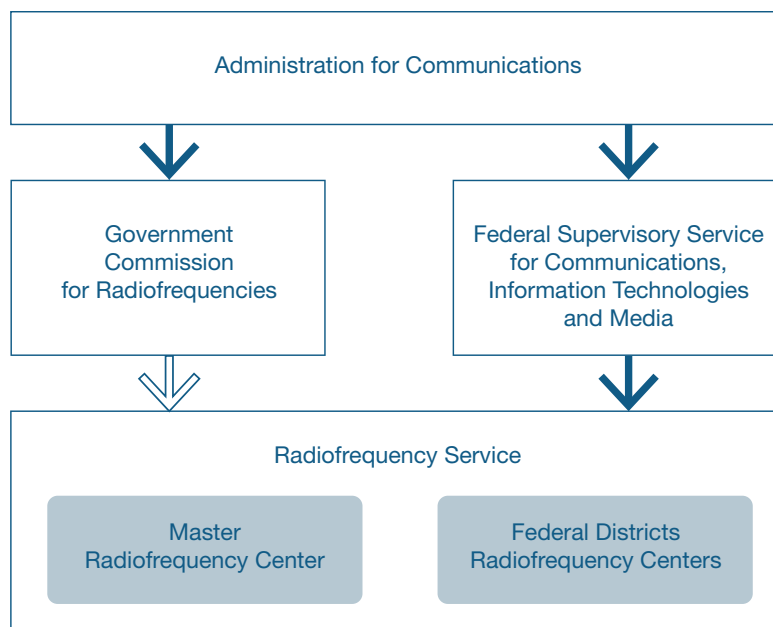 Administration for Communications
Government
Commission
for Radiofrequencies
Federal Supervisory Service
for Communications,
Information Technologies
and Media
Radiofrequency Service
Master
Radiofrequency Center
Federal Districts
Radiofrequency Centers